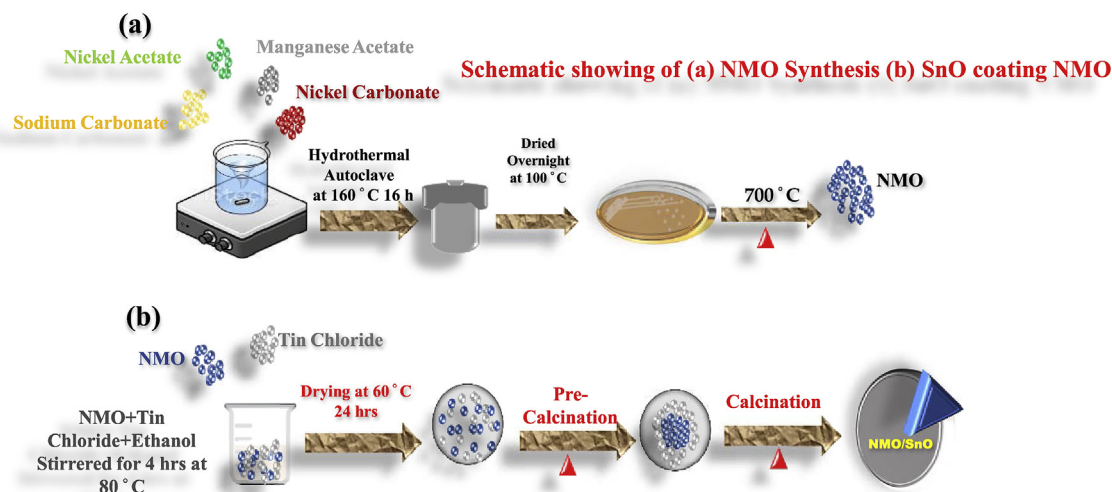 (a)
Nickel Acetate
Manganese Acetate
Schematic showing of (a) NMO Synthesis (b) SnO coating NMO
Sodium Carbonate
Nickel Carbonate
Hydrothermal
Autoclave
at 160°C 16 h
Dried
Overnight
at 100°C
700°C
NMO
(b)
NMO
Tin Chloride
NMO+Tin
Chloride+Ethanol
Stirrered for 4 hrs at
80°C
Drying at 60°C
24 hrs
Pre-
Calcination
Calcination
NMO/SnO